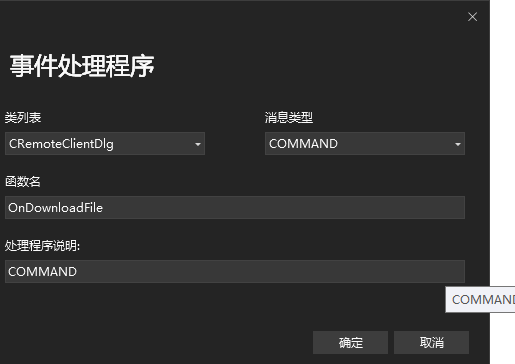 事件处理程序
类列表 消息类型
CRemoteClientDlg COMMAND
函数名
OnDownloadFile
处理程序说明:
COMMAND
COMMAND
确定 取消